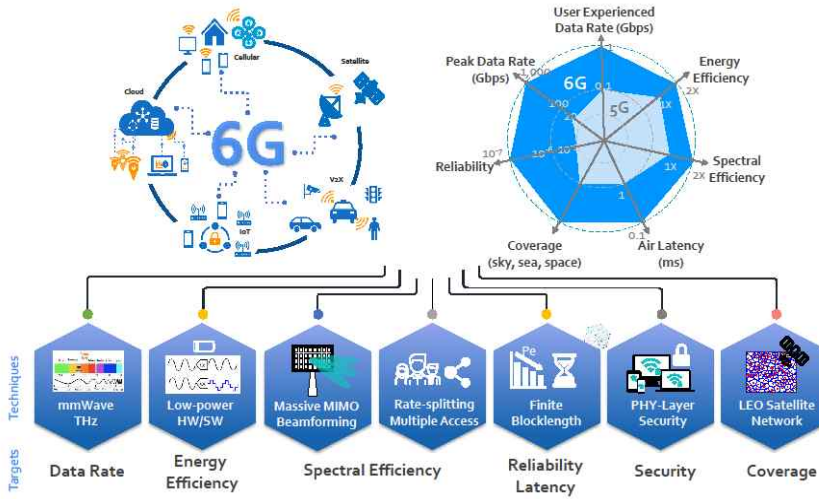 Cellular
Satellite
Cloud
6G
V2X
IoT
User Experienced
Data Rate (Gbps)
1
Peak Data Rate
(Gbps)
1,000
Energy
Efficiency
2X
6G
0.1
5G
1X
100
20
Reliability
10⁻⁷
1X
2X
Spectral
Efficiency
1
0.1
Coverage
(sky, sea, space)
Air Latency
(ms)
Techniques
mmWave
THz
Low-power
HW/SW
Massive MIMO
Beamforming
Rate-splitting
Multiple Access
Pe
Finite
Blocklength
PHY-Layer
Security
LEO Satellite
Network
Targets
Data Rate
Energy
Efficiency
Spectral Efficiency
Reliability
Latency
Security
Coverage